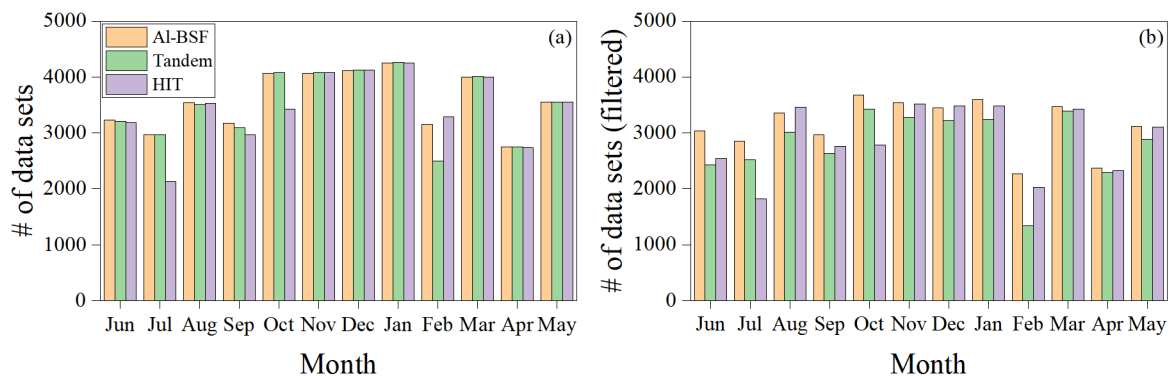 # of data sets
5000
4000
3000
2000
1000
0
Al-BSF
Tandem
HIT
(a)
Jun Jul Aug Sep Oct Nov Dec Jan Feb Mar Apr May
Month
# of data sets (filtered)
5000
4000
3000
2000
1000
0
(b)
Jun Jul Aug Sep Oct Nov Dec Jan Feb Mar Apr May
Month